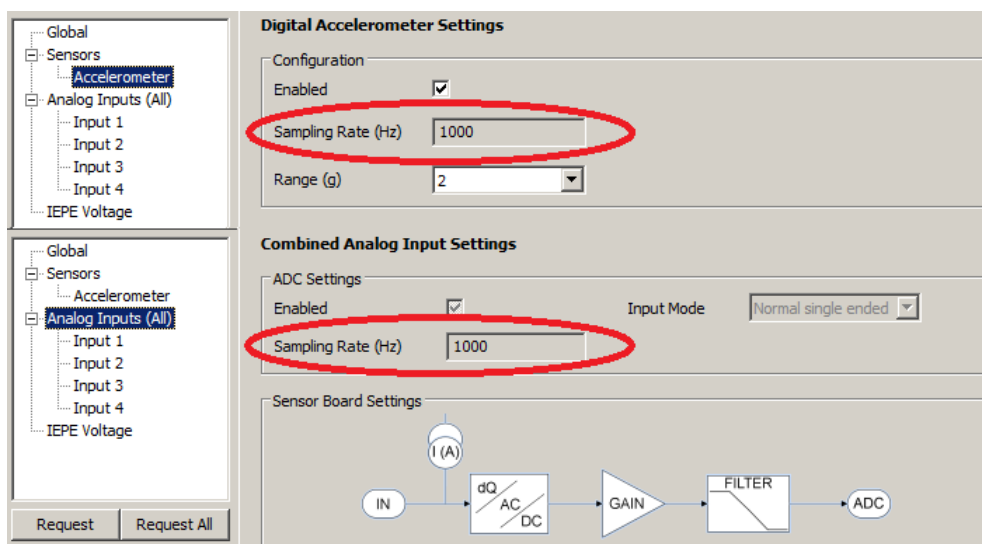 Global
Sensors
Accelerometer
Analog Inputs (All)
Input 1
Input 2
Input 3
Input 4
IEPE Voltage
Digital Accelerometer Settings
Configuration
Enabled
Sampling Rate (Hz) 1000
Range (g) 2
Global
Sensors
Accelerometer
Analog Inputs (All)
Input 1
Input 2
Input 3
Input 4
IEPE Voltage
Request Request All
Combined Analog Input Settings
ADC Settings
Enabled Input Mode Normal single ended
Sampling Rate (Hz) 1000
Sensor Board Settings
I (A)
IN
dQ
AC
DC
GAIN
FILTER
ADC